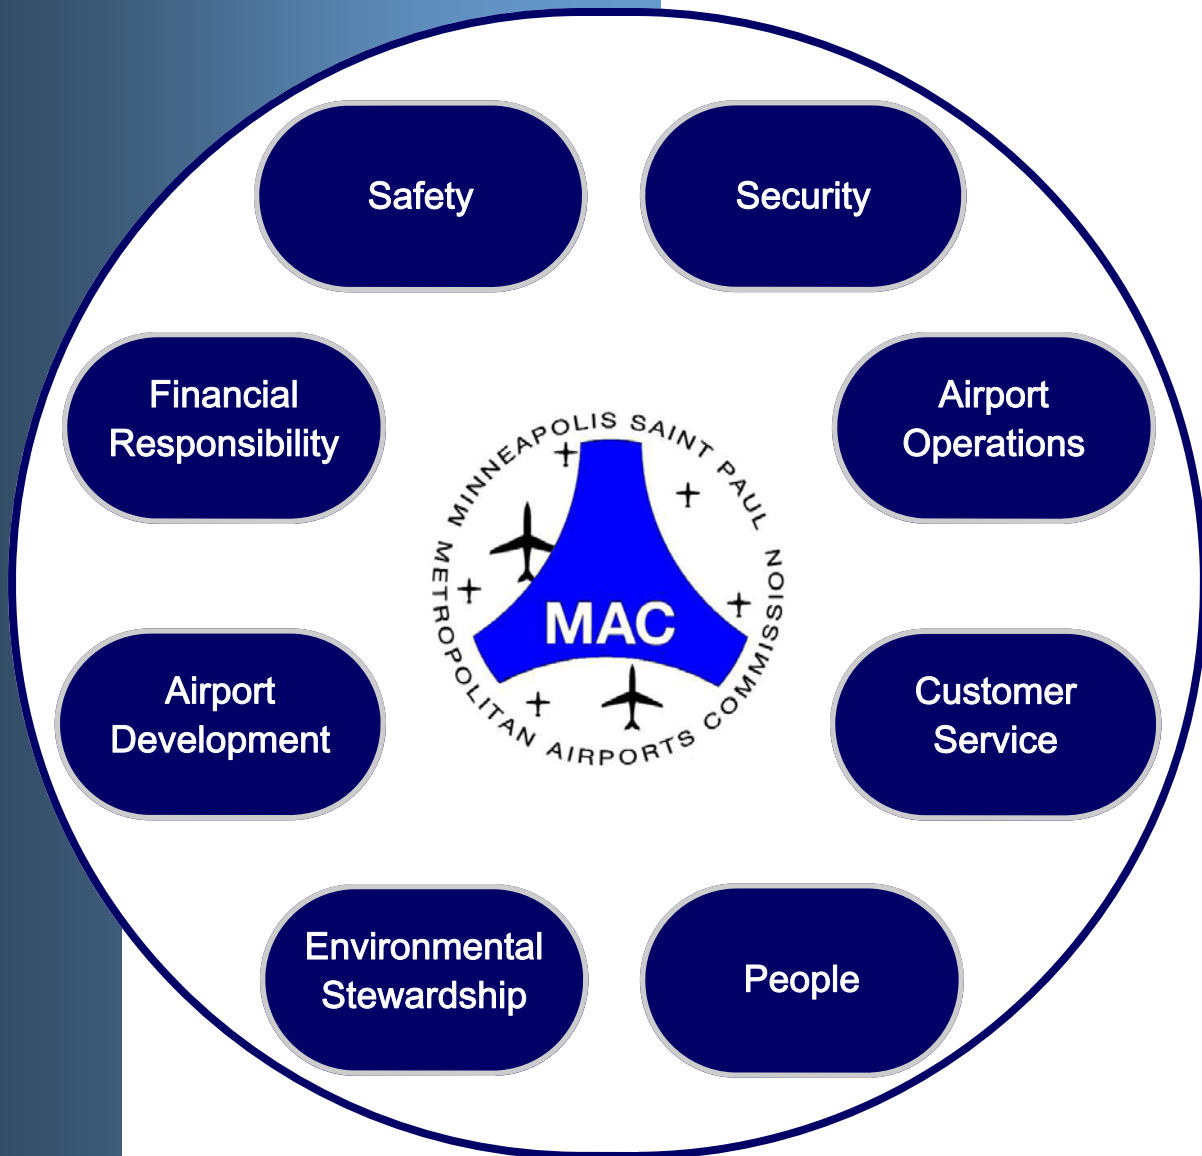 Safety
Security
Financial
Responsibility
Airport
Operations
MINNEAPOLIS SAINT PAUL
METROPOLITAN AIRPORTS COMMISSION
MAC
Airport
Development
Customer
Service
Environmental
Stewardship
People